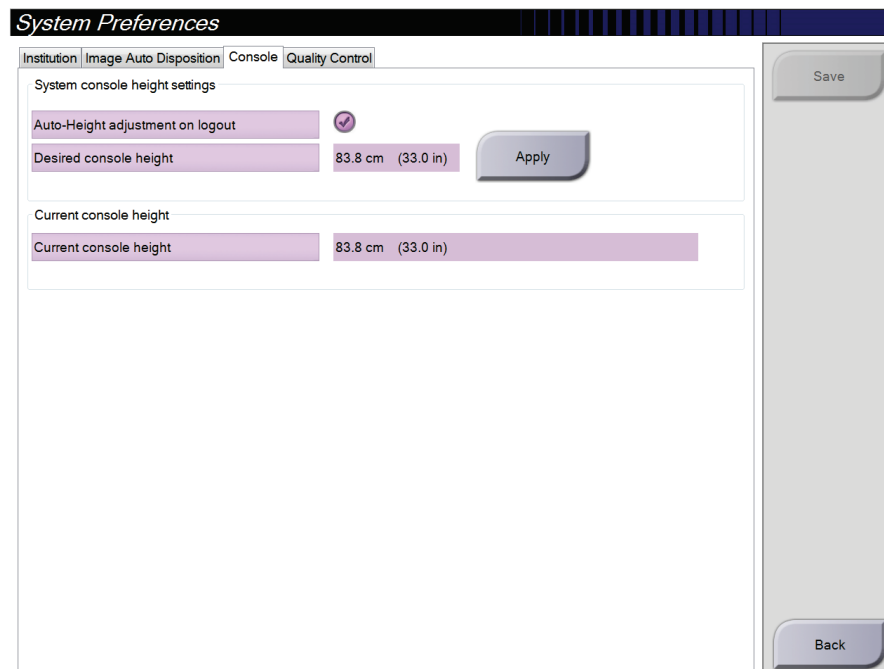 System Preferences
Institution Image Auto Disposition Console Quality Control
Save
System console height settings
Auto-Height adjustment on logout
Desired console height 83.8 cm (33.0 in) Apply
Current console height
Current console height 83.8 cm (33.0 in)
Back